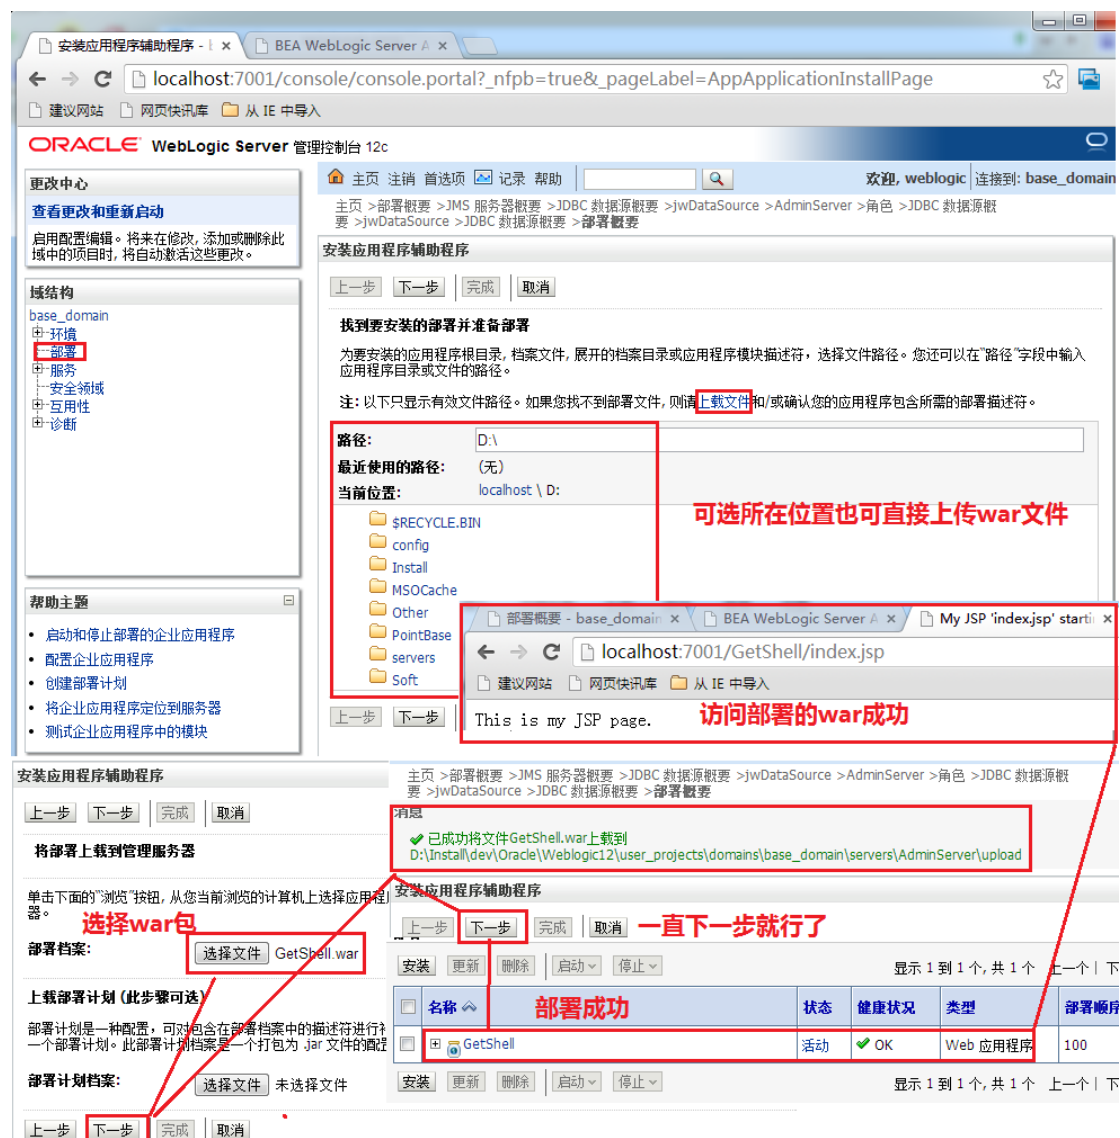 安装应用程序辅助程序 - b
BEA WebLogic Server A
localhost:7001/console/console.portal?_nfpb=true&_pageLabel=AppApplicationInstallPage
建议网站 网页快讯库 从 IE 中导入
ORACLE WebLogic Server 管理控制台 12c
更改中心
查看更改和重新启动
启用配置编辑。将来在修改, 添加或删除此
域中的项目时, 将自动激活这些更改。
域结构
base_domain
环境
部署
服务
安全领域
互用性
诊断
帮助主题
启动和停止部署的企业应用程序
配置企业应用程序
创建部署计划
将企业应用程序定位到服务器
测试企业应用程序中的模块
主页 注销 首选项 记录 帮助
欢迎, weblogic 连接到: base_domain
主页 >部署概要 >JMS 服务器概要 >JDBC 数据源概要 >jwDataSource >AdminServer >角色 >JDBC 数据源概
要 >jwDataSource >JDBC 数据源概要 >部署概要
安装应用程序辅助程序
上一步 下一步 完成 取消
找到要安装的部署并准备部署
为要安装的应用程序根目录, 档案文件, 展开的档案目录或应用程序模块描述符，选择文件路径。您还可以在"路径"字段中输入
应用程序目录或文件的路径。
注: 以下只显示有效文件路径。如果您找不到部署文件, 则请上载文件和/或确认您的应用程序包含所需的部署描述符。
路径: D:\
最近使用的路径: (无)
当前位置: localhost \ D:
$RECYCLE.BIN
config
Install
MSOCache
Other
PointBase
servers
Soft
可选所在位置也可直接上传war文件
上一步 下一步
部署概要 - base_domain
BEA WebLogic Server A
My JSP 'index.jsp' starti
localhost:7001/GetShell/index.jsp
建议网站 网页快讯库 从 IE 中导入
This is my JSP page.
访问部署的war成功
安装应用程序辅助程序
上一步 下一步 完成 取消
将部署上载到管理服务器
单击下面的"浏览"按钮, 从您当前浏览的计算机上选择应用程
器。
选择war包
部署档案: 选择文件 GetShell.war
上载部署计划 (此步骤可选)
部署计划是一种配置，可对包含在部署档案中的描述符进行补
一个部署计划。此部署计划档案是一个打包为 .jar 文件的配置
部署计划档案: 选择文件 未选择文件
上一步 下一步 完成 取消
主页 >部署概要 >JMS 服务器概要 >JDBC 数据源概要 >jwDataSource >AdminServer >角色 >JDBC 数据源概
要 >jwDataSource >JDBC 数据源概要 >部署概要
消息
已成功将文件GetShell.war上载到
D:\Install\dev\Oracle\Weblogic12\user_projects\domains\base_domain\servers\AdminServer\upload
安装应用程序辅助程序
上一步 下一步 完成 取消
一直下一步就行了
安装 更新 删除 启动 停止
显示 1 到 1 个, 共 1 个 上一个 | 下
名称 状态 健康状况 类型 部署顺序
部署成功
GetShell 活动 OK Web 应用程序 100
安装 更新 删除 启动 停止
显示 1 到 1 个, 共 1 个 上一个 | 下